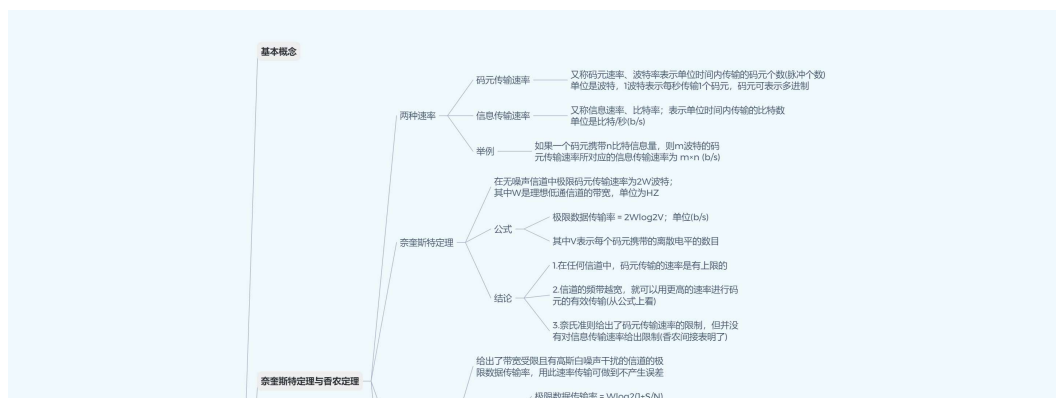 基本概念
又称码元速率、波特率表示单位时间内传输的码元个数(脉冲个数)
码元传输速率
单位是波特，1波特表示每秒传输1个码元，码元可表示多进制
又称信息速率、比特率；表示单位时间内传输的比特数
两种速率
信息传输速率
单位是比特/秒(b/s)
如果一个码元携带n比特信息量，则m波特的码
举例
元传输速率所对应的信息传输速率为 m×n (b/s)
在无噪声信道中极限码元传输速率为2W波特；
其中W是理想低通信道的带宽，单位为HZ
极限数据传输率 = 2Wlog2V；单位(b/s)
公式
奈奎斯特定理
其中V表示每个码元携带的离散电平的数目
1.在任何信道中，码元传输的速率是有上限的
2.信道的频带越宽，就可以用更高的速率进行码
结论
元的有效传输(从公式上看)
3.奈氏准则给出了码元传输速率的限制，但并没
有对信息传输速率给出限制(香农间接表明了)
给出了带宽受限且有高斯白噪声干扰的信道的极
限数据传输率，用此速率传输可做到不产生误差
奈奎斯特定理与香农定理
极限数据传输率 = Wlog2(1+S/N)